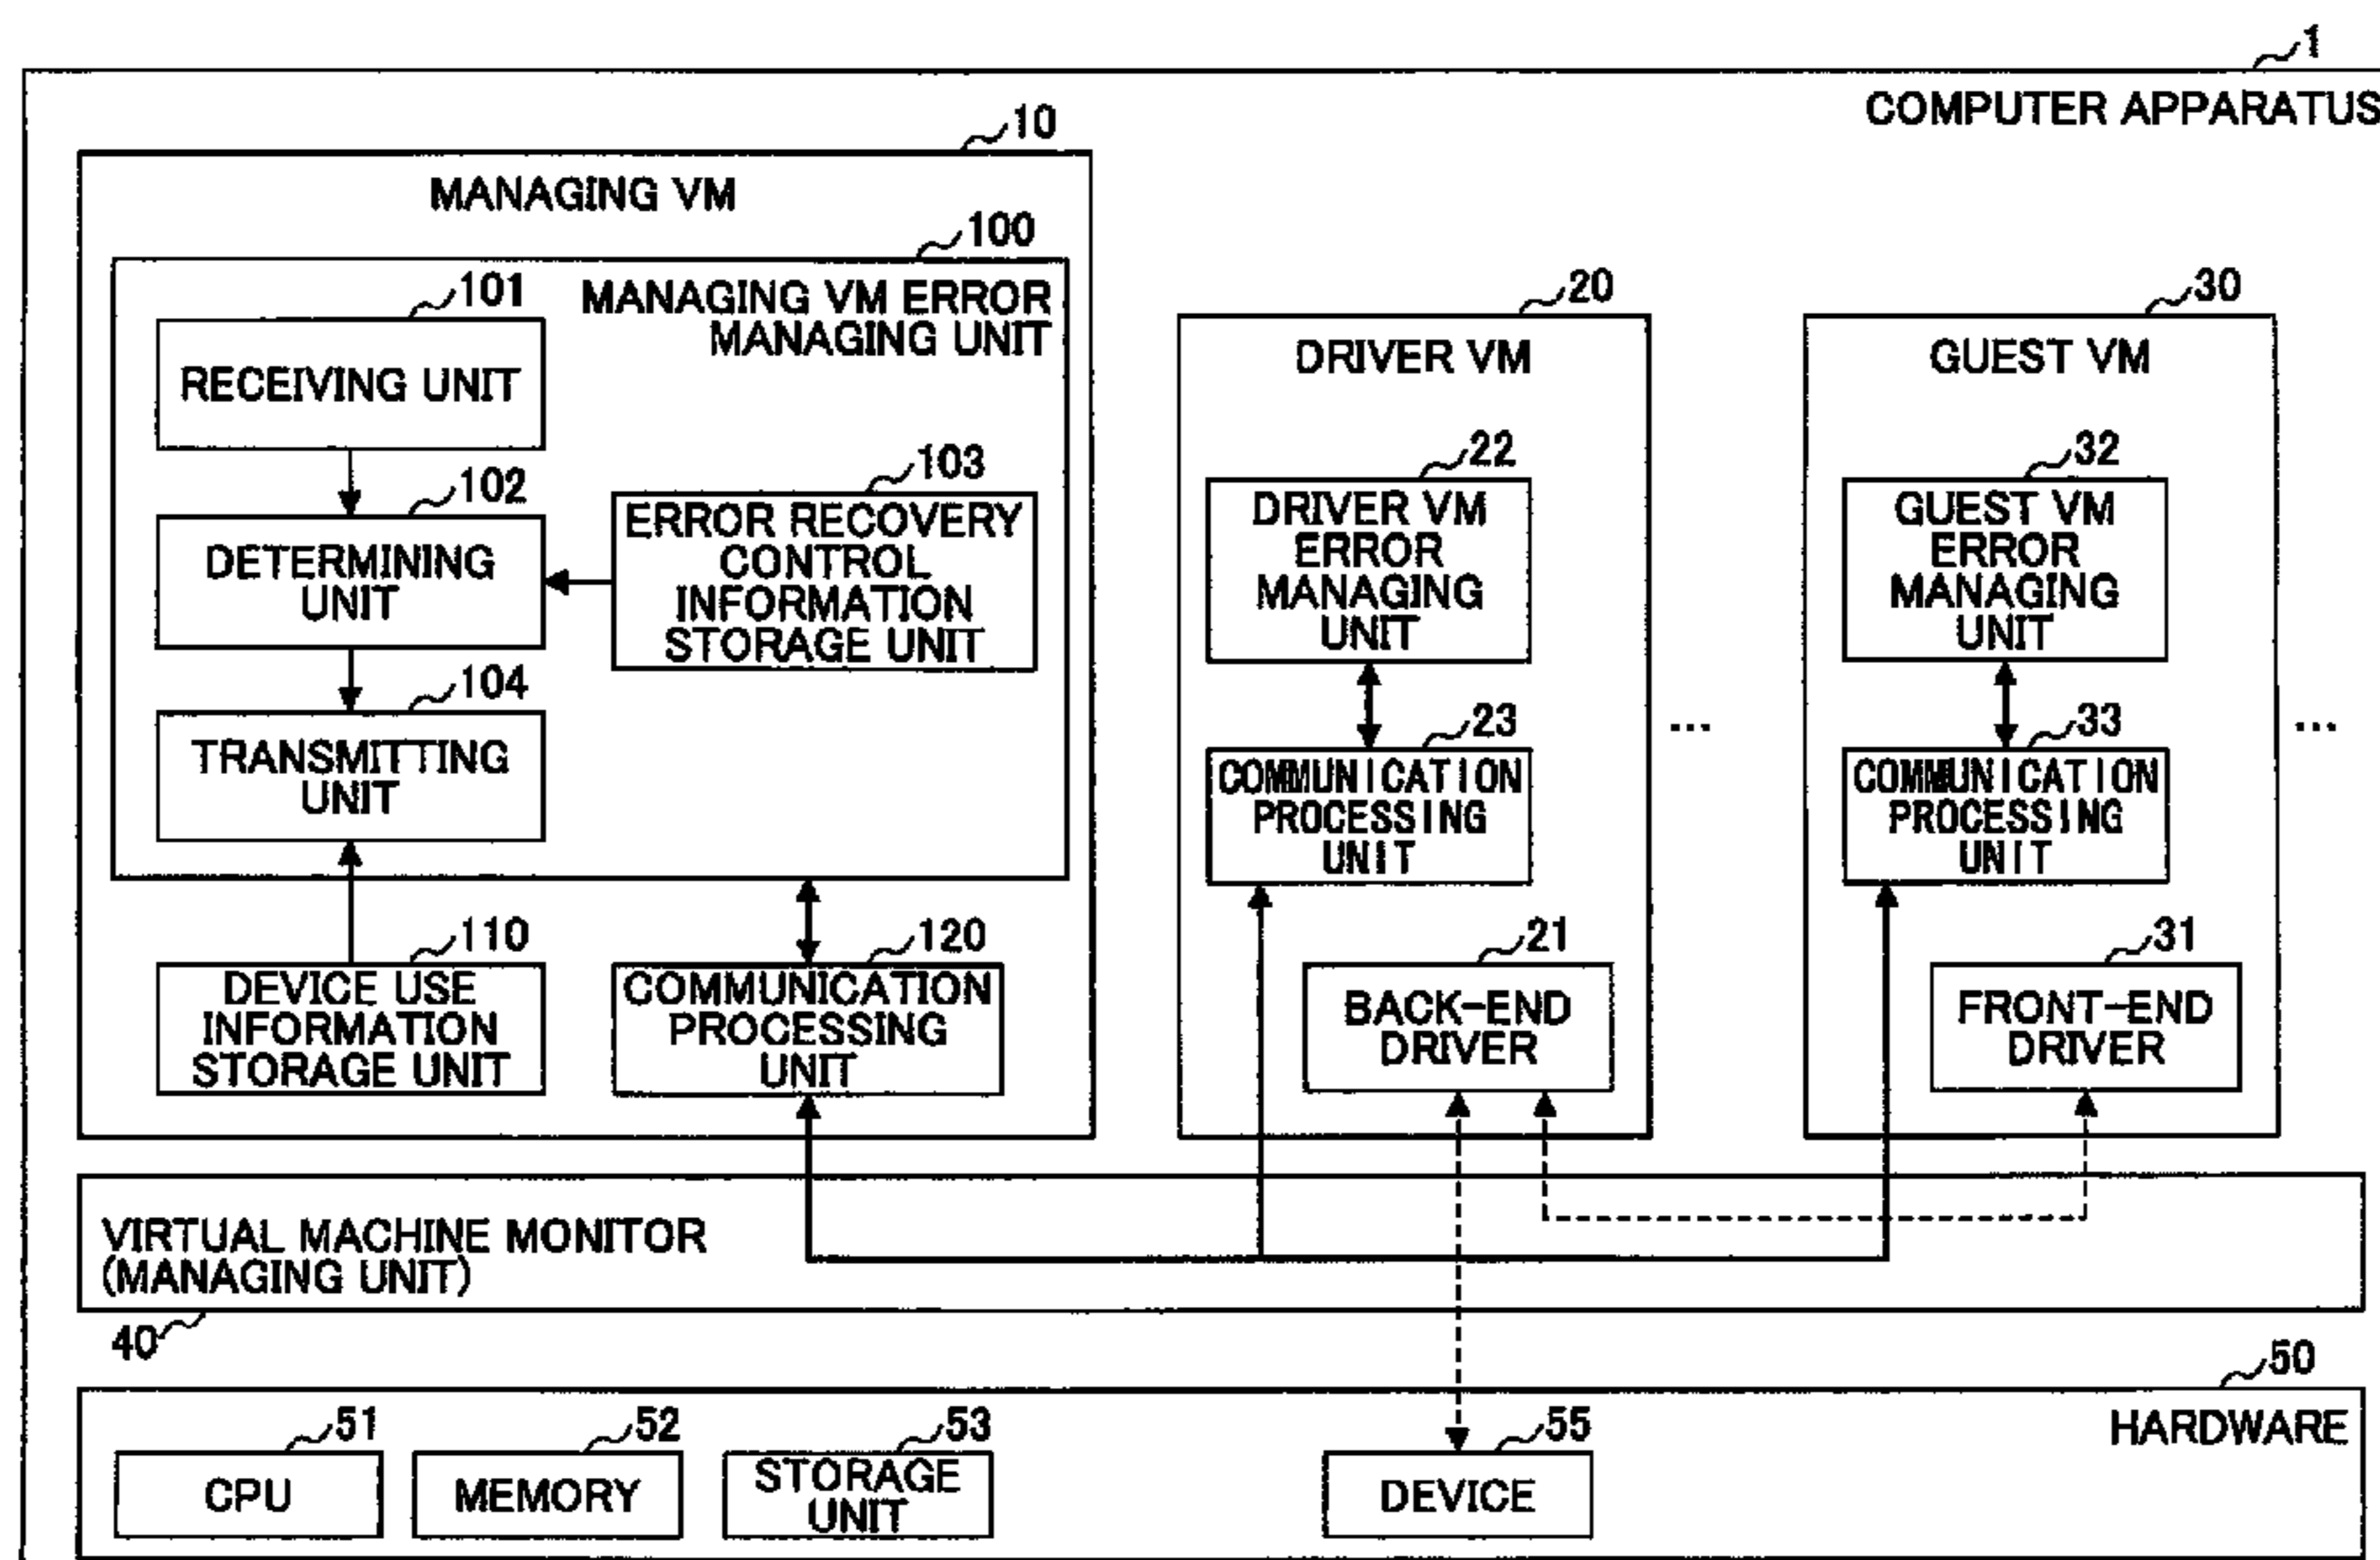 1
COMPUTER APPARATUS
10
MANAGING VM
100
MANAGING VM ERROR
MANAGING UNIT
101
RECEIVING UNIT
102
DETERMINING
UNIT
103
ERROR RECOVERY
CONTROL
INFORMATION
STORAGE UNIT
104
TRANSMITTING
UNIT
110
DEVICE USE
INFORMATION
STORAGE UNIT
120
COMMUNICATION
PROCESSING
UNIT
20
DRIVER VM
22
DRIVER VM
ERROR
MANAGING
UNIT
23
COMMUNICATION
PROCESSING
UNIT
21
BACK-END
DRIVER
...
30
GUEST VM
32
GUEST VM
ERROR
MANAGING
UNIT
33
COMMUNICATION
PROCESSING
UNIT
31
FRONT-END
DRIVER
...
VIRTUAL MACHINE MONITOR
(MANAGING UNIT)
40
50
HARDWARE
51
CPU
52
MEMORY
53
STORAGE
UNIT
55
DEVICE